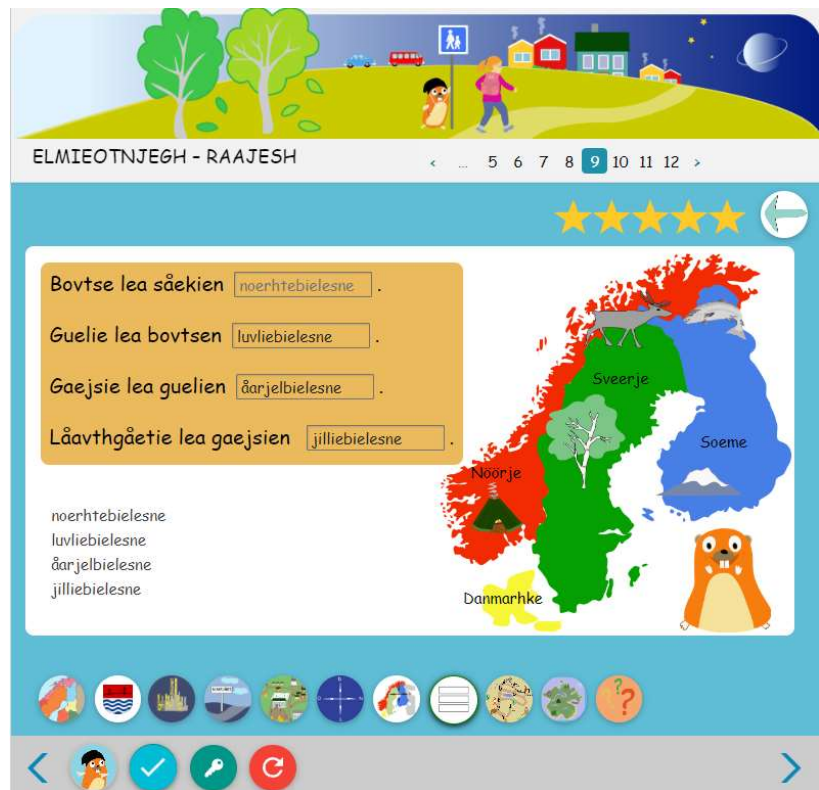 ELMIEOTNJEGH - RAAJESH
‹ ... 5 6 7 8 9 10 11 12 ›
Bovtse lea såekien noerhtebielesne .
Guelie lea bovtsen luvliebielesne .
Gaejsie lea guelien åarjelbielesne .
Låavthgåetie lea gaejsien jilliebielesne .
noerhtebielesne
luvliebielesne
åarjelbielesne
jilliebielesne
Sveerje
Soeme
Nöörje
Danmarhke